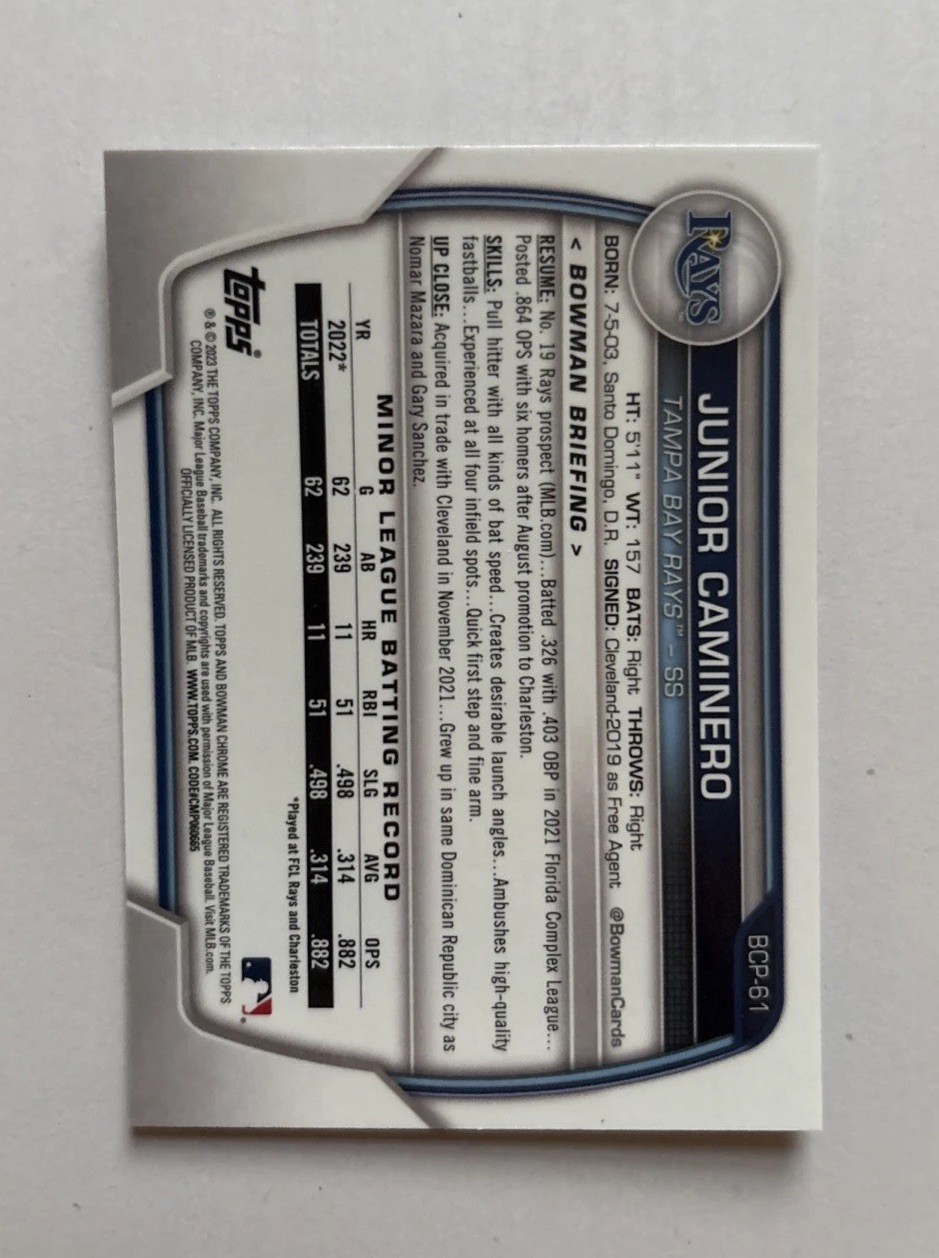 BCP-61
RAYS™
JUNIOR CAMINERO
TAMPA BAY RAYS™ – SS
HT: 5'11" WT: 157 BATS: Right THROWS: Right
BORN: 7-5-03, Santo Domingo, D.R. SIGNED: Cleveland-2019 as Free Agent @BowmanCards
< BOWMAN BRIEFING >
RESUME: No. 19 Rays prospect (MLB.com)...Batted .326 with .403 OBP in 2021 Florida Complex League...
Posted .864 OPS with six homers after August promotion to Charleston.
SKILLS: Pull hitter with all kinds of bat speed...Creates desirable launch angles...Ambushes high-quality
fastballs...Experienced at all four infield spots...Quick first step and fine arm.
UP CLOSE: Acquired in trade with Cleveland in November 2021...Grew up in same Dominican Republic city as
Nomar Mazara and Gary Sanchez.
MINOR LEAGUE BATTING RECORD
YR G AB HR RBI SLG AVG OPS
2022* 62 239 11 51 .498 .314 .882
TOTALS 62 239 11 51 .498 .314 .882
*Played at FCL Rays and Charleston
topps®
® & © 2023 THE TOPPS COMPANY, INC. ALL RIGHTS RESERVED. TOPPS AND BOWMAN CHROME ARE REGISTERED TRADEMARKS OF THE TOPPS
COMPANY, INC. Major League Baseball trademarks and copyrights are used with permission of Major League Baseball. Visit MLB.com.
OFFICIALLY LICENSED PRODUCT OF MLB. WWW.TOPPS.COM. CODE#CMP060665